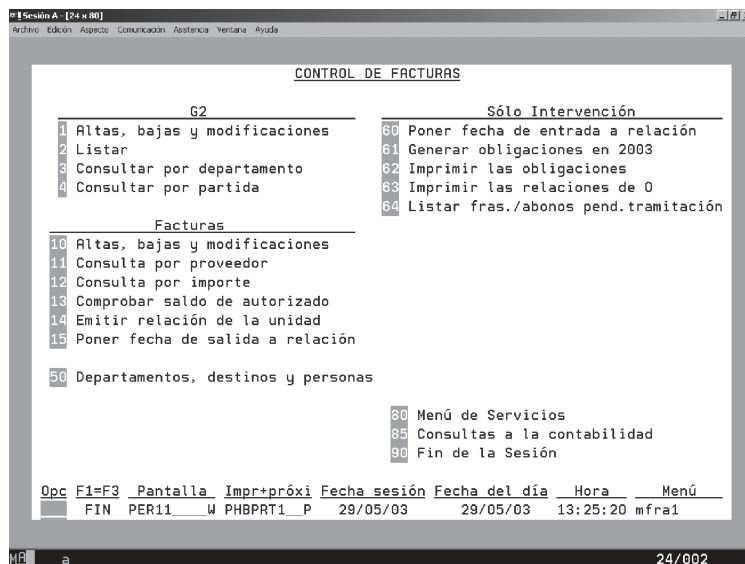 Sesión A - [24 x 80]
Archivo Edición Aspecto Comunicación Asistencia Ventana Ayuda
CONTROL DE FACTURAS
G2
1 Altas, bajas y modificaciones
2 Listar
3 Consultar por departamento
4 Consultar por partida
Facturas
10 Altas, bajas y modificaciones
11 Consulta por proveedor
12 Consulta por importe
13 Comprobar saldo de autorizado
14 Emitir relación de la unidad
15 Poner fecha de salida a relación
50 Departamentos, destinos y personas
Sólo Intervención
60 Poner fecha de entrada a relación
61 Generar obligaciones en 2003
62 Imprimir las obligaciones
63 Imprimir las relaciones de O
64 Listar fras./abonos pend.tramitación
80 Menú de Servicios
85 Consultas a la contabilidad
90 Fin de la Sesión
Opc F1=F3 Pantalla Impr+próxi Fecha sesión Fecha del día Hora Menú
FIN PER11____W PHBPRT1__P 29/05/03 29/05/03 13:25:20 mfra1
MA a 24/002